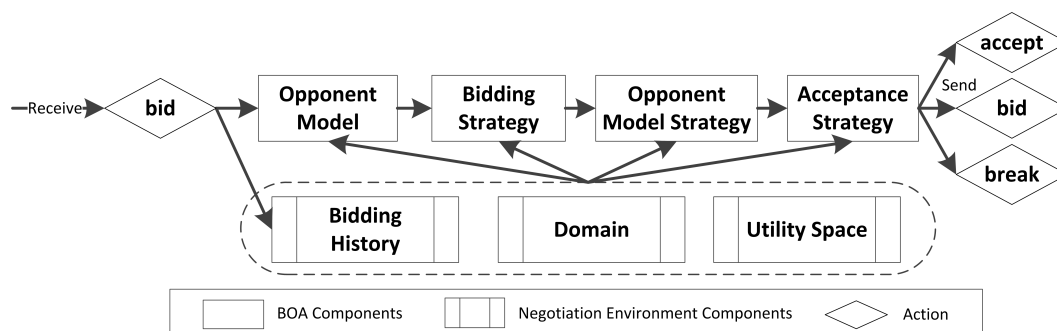 Receive
bid
Opponent
Model
Bidding
Strategy
Opponent
Model Strategy
Acceptance
Strategy
Send
accept
bid
break
Bidding
History
Domain
Utility Space
BOA Components
Negotiation Environment Components
Action